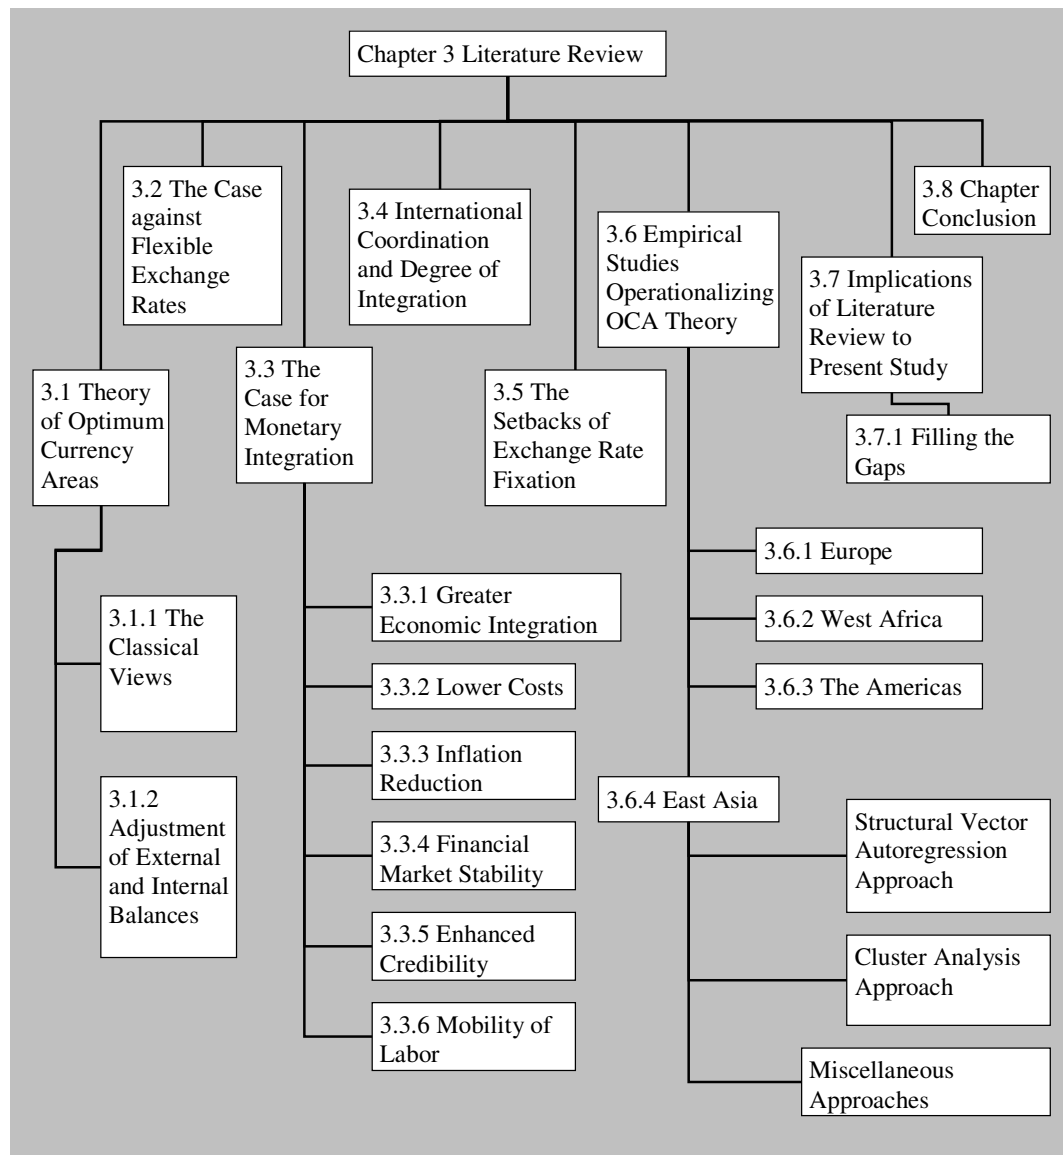 Chapter 3 Literature Review
3.1 Theory
of Optimum
Currency
Areas
3.1.1 The
Classical
Views
3.1.2
Adjustment
of External
and Internal
Balances
3.2 The Case
against
Flexible
Exchange
Rates
3.3 The
Case for
Monetary
Integration
3.3.1 Greater
Economic Integration
3.3.2 Lower Costs
3.3.3 Inflation
Reduction
3.3.4 Financial
Market Stability
3.3.5 Enhanced
Credibility
3.3.6 Mobility of
Labor
3.4 International
Coordination
and Degree of
Integration
3.5 The
Setbacks of
Exchange Rate
Fixation
3.6 Empirical
Studies
Operationalizing
OCA Theory
3.6.1 Europe
3.6.2 West Africa
3.6.3 The Americas
3.6.4 East Asia
Structural Vector
Autoregression
Approach
Cluster Analysis
Approach
Miscellaneous
Approaches
3.7 Implications
of Literature
Review to
Present Study
3.7.1 Filling the
Gaps
3.8 Chapter
Conclusion